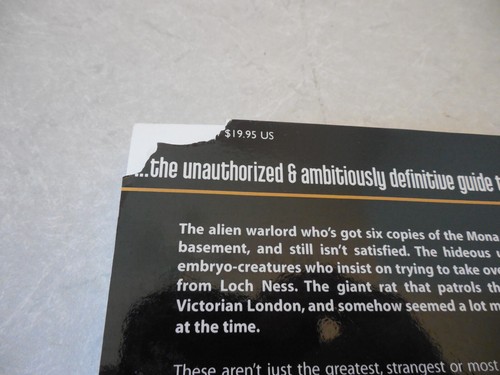 $19.95 US
...the unauthorized & ambitiously definitive guide
The alien warlord who's got six copies of the Mona
basement, and still isn't satisfied. The hideous
embryo-creatures who insist on trying to take
from Loch Ness. The giant rat that patrols
Victorian London, and somehow seemed a lot
at the time.
These aren't just the greatest, strangest or most